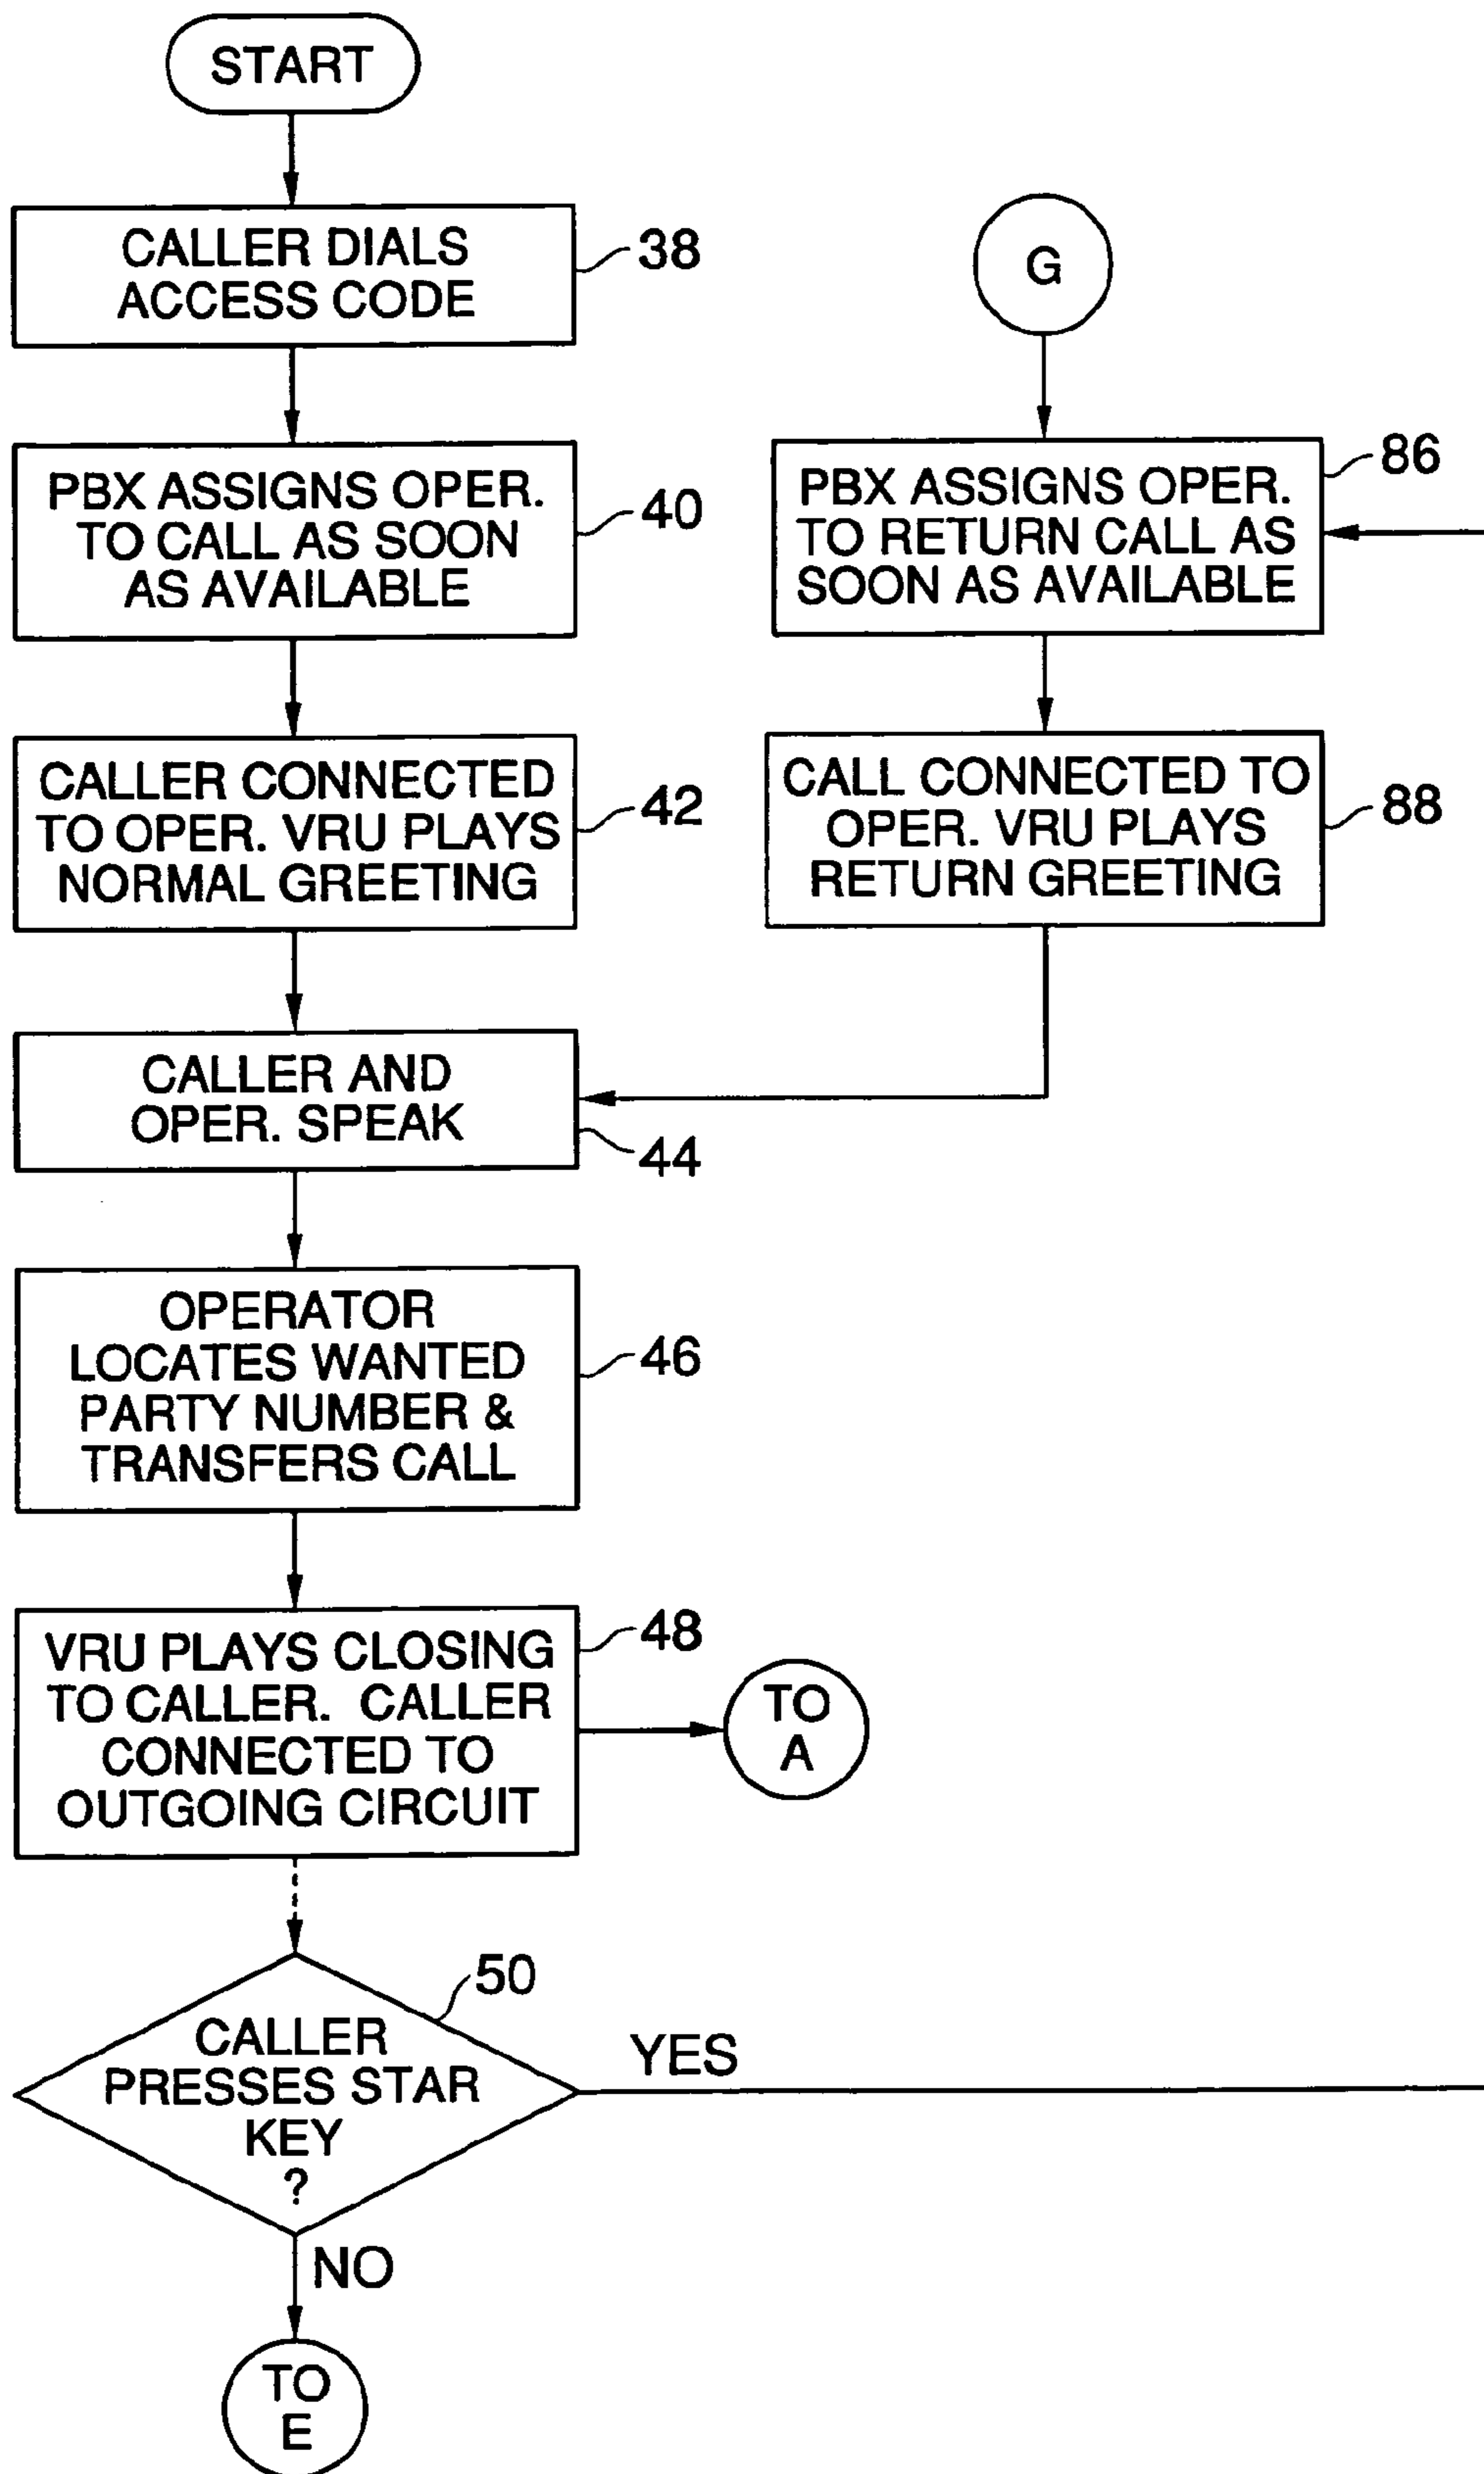 START
CALLER DIALS
ACCESS CODE
38
PBX ASSIGNS OPER.
TO CALL AS SOON
AS AVAILABLE
40
CALLER CONNECTED
TO OPER. VRU PLAYS
NORMAL GREETING
42
CALLER AND
OPER. SPEAK
44
OPERATOR
LOCATES WANTED
PARTY NUMBER &
TRANSFERS CALL
46
VRU PLAYS CLOSING
TO CALLER. CALLER
CONNECTED TO
OUTGOING CIRCUIT
48
TO
A
CALLER
PRESSES STAR
KEY
?
50
YES
NO
TO
E
G
PBX ASSIGNS OPER.
TO RETURN CALL AS
SOON AS AVAILABLE
86
CALL CONNECTED TO
OPER. VRU PLAYS
RETURN GREETING
88